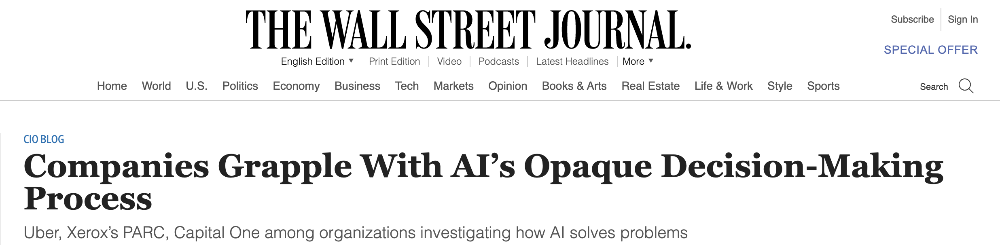 THE WALL STREET JOURNAL.
Subscribe Sign In
SPECIAL OFFER
English Edition Print Edition Video Podcasts Latest Headlines More
Home World U.S. Politics Economy Business Tech Markets Opinion Books & Arts Real Estate Life & Work Style Sports Search
CIO BLOG
Companies Grapple With AI’s Opaque Decision-Making
Process
Uber, Xerox’s PARC, Capital One among organizations investigating how AI solves problems